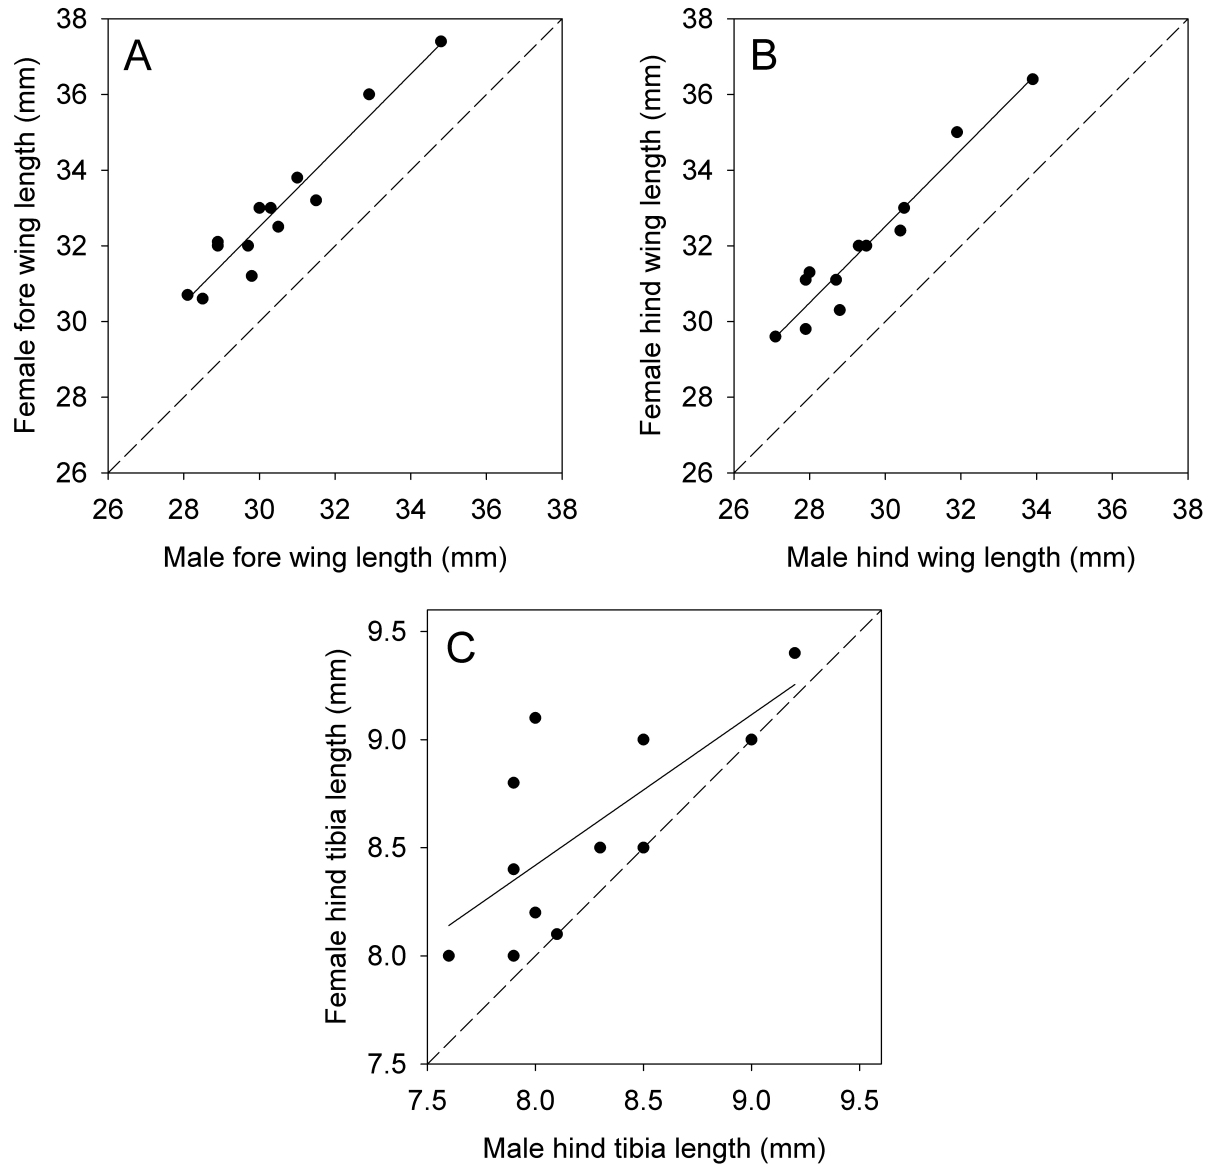 A
38
36
34
32
30
28
26
Female fore wing length (mm)
26 28 30 32 34 36 38
Male fore wing length (mm)
B
38
36
34
32
30
28
26
Female hind wing length (mm)
26 28 30 32 34 36 38
Male hind wing length (mm)
C
9.5
9.0
8.5
8.0
7.5
Female hind tibia length (mm)
7.5 8.0 8.5 9.0 9.5
Male hind tibia length (mm)